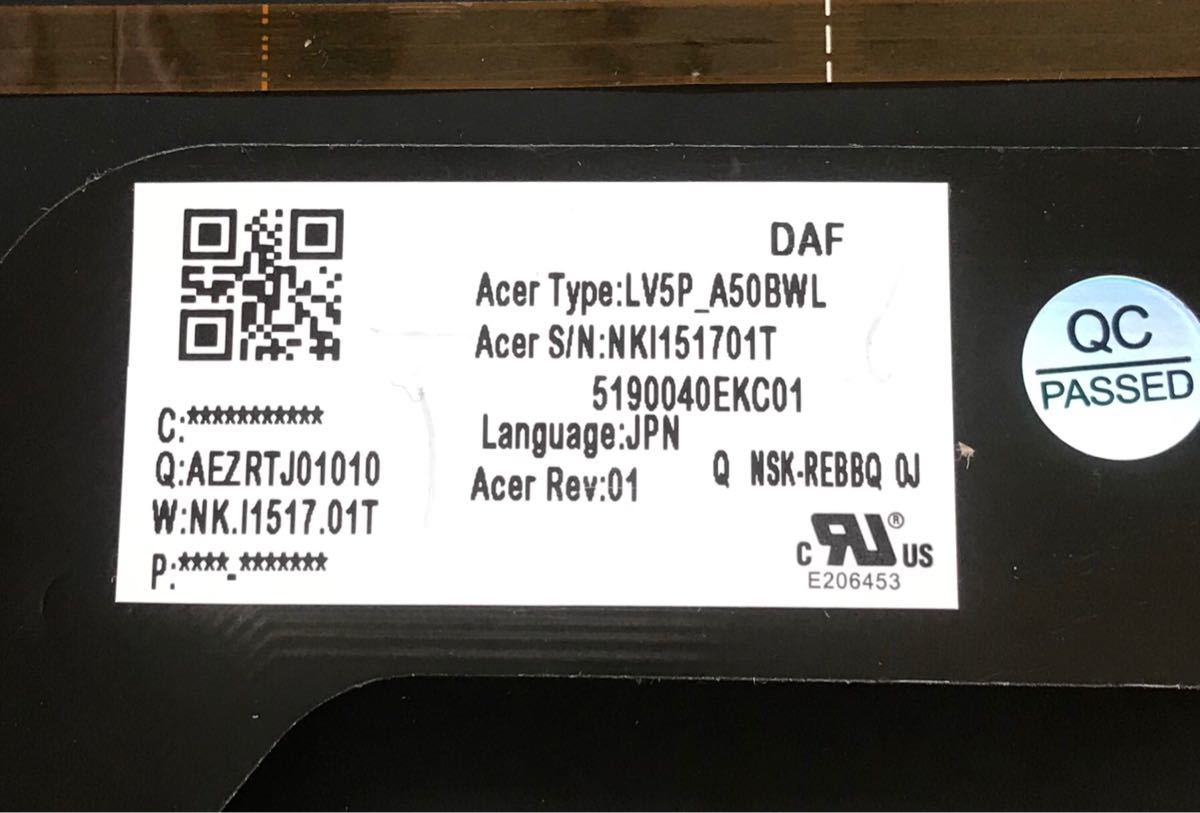 DAF
Acer Type:LV5P_A50BWL
Acer S/N:NKI151701T
5190040EKC01
Language:JPN
Acer Rev:01
Q NSK-REBBQ 0J
C:***********
Q:AEZRTJ01010
W:NK.I1517.01T
P:****-*******
c RU ® US
E206453
QC
PASSED